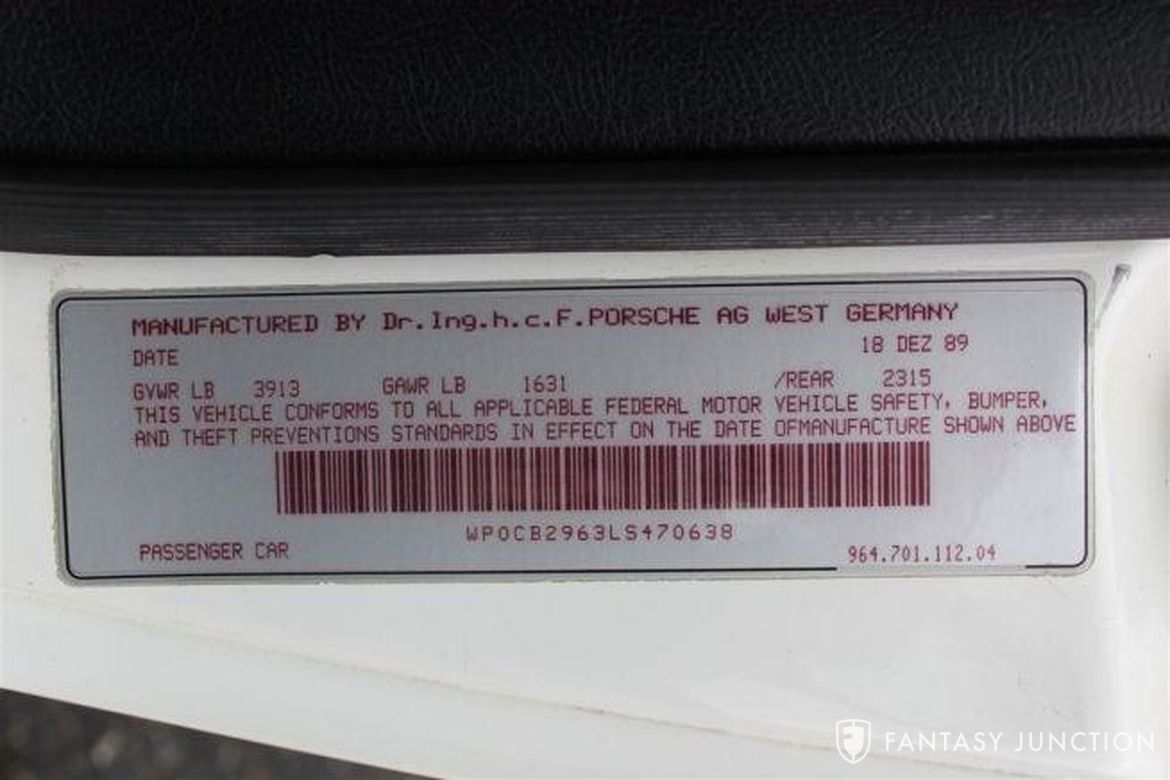 MANUFACTURED BY Dr.Ing.h.c.F.PORSCHE AG WEST GERMANY
DATE 18 DEZ 89
GVWR LB 3913 GAWR LB 1631 /REAR 2315
THIS VEHICLE CONFORMS TO ALL APPLICABLE FEDERAL MOTOR VEHICLE SAFETY, BUMPER,
AND THEFT PREVENTIONS STANDARDS IN EFFECT ON THE DATE OFMANUFACTURE SHOWN ABOVE
WP0CB2963LS470638
PASSENGER CAR 964.701.112.04
FANTASY JUNCTION